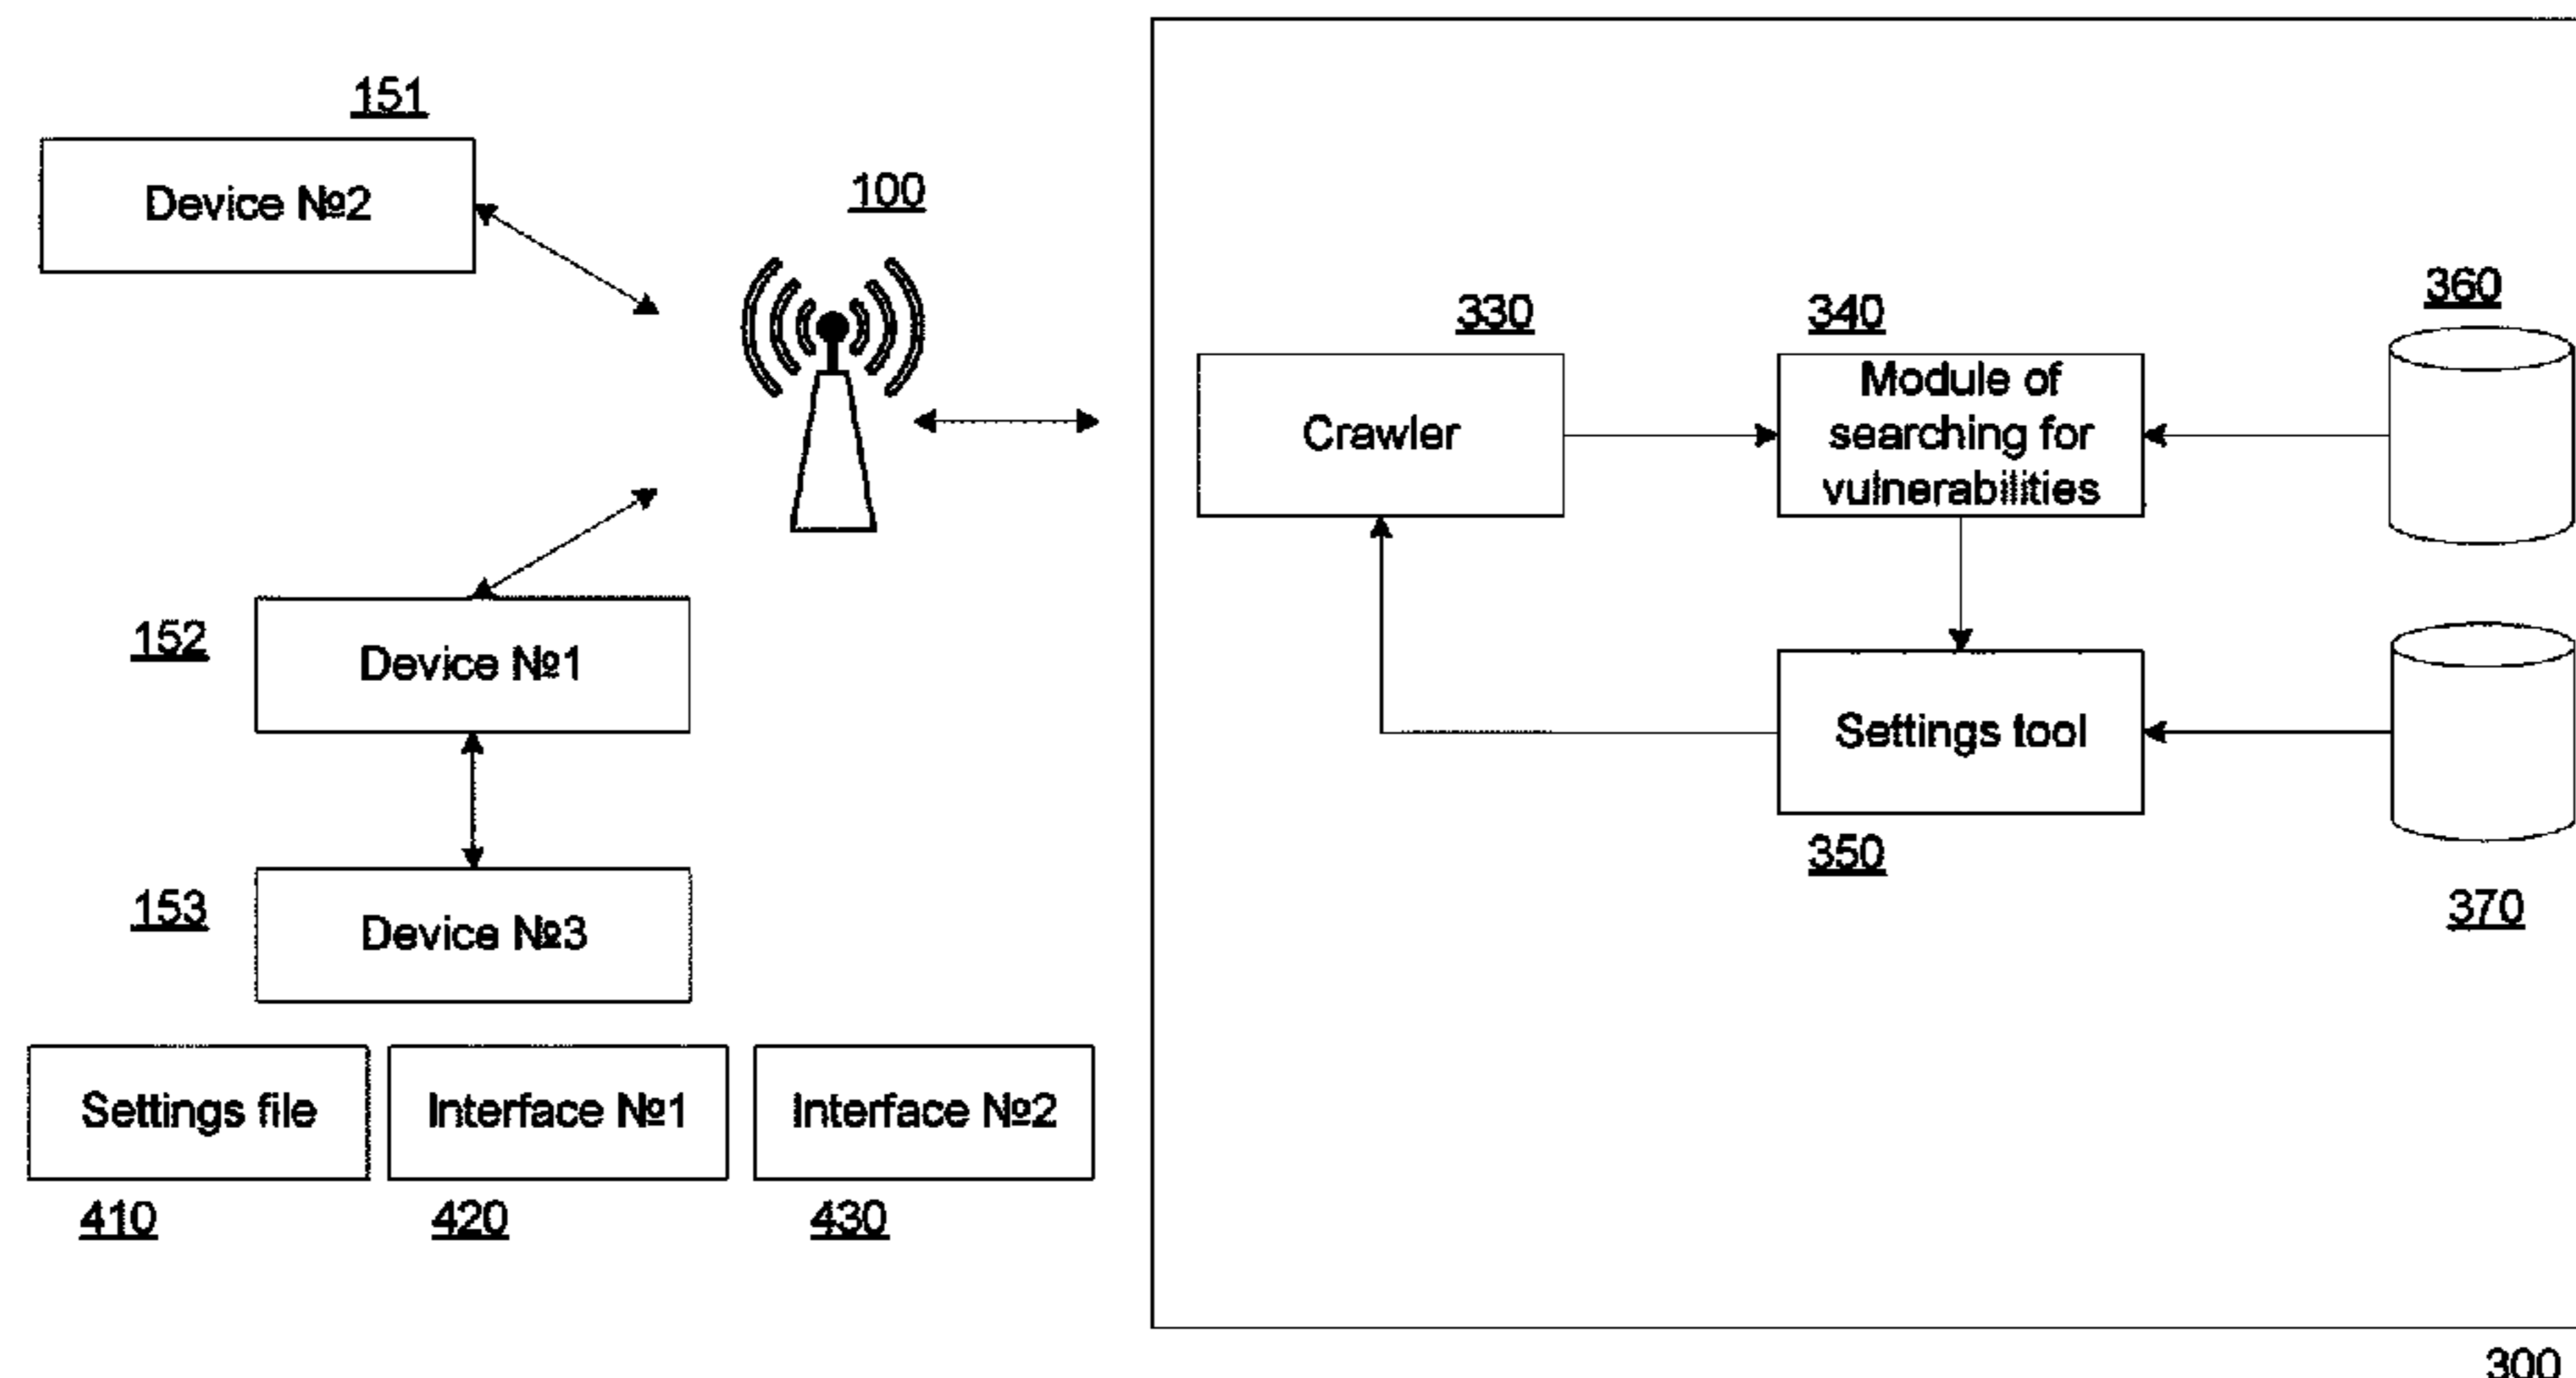 151
Device №2
100
152
Device №1
153
Device №3
Settings file
Interface №1
Interface №2
410
420
430
330
Crawler
340
Module of
searching for
vulnerabilities
360
Settings tool
350
370
300